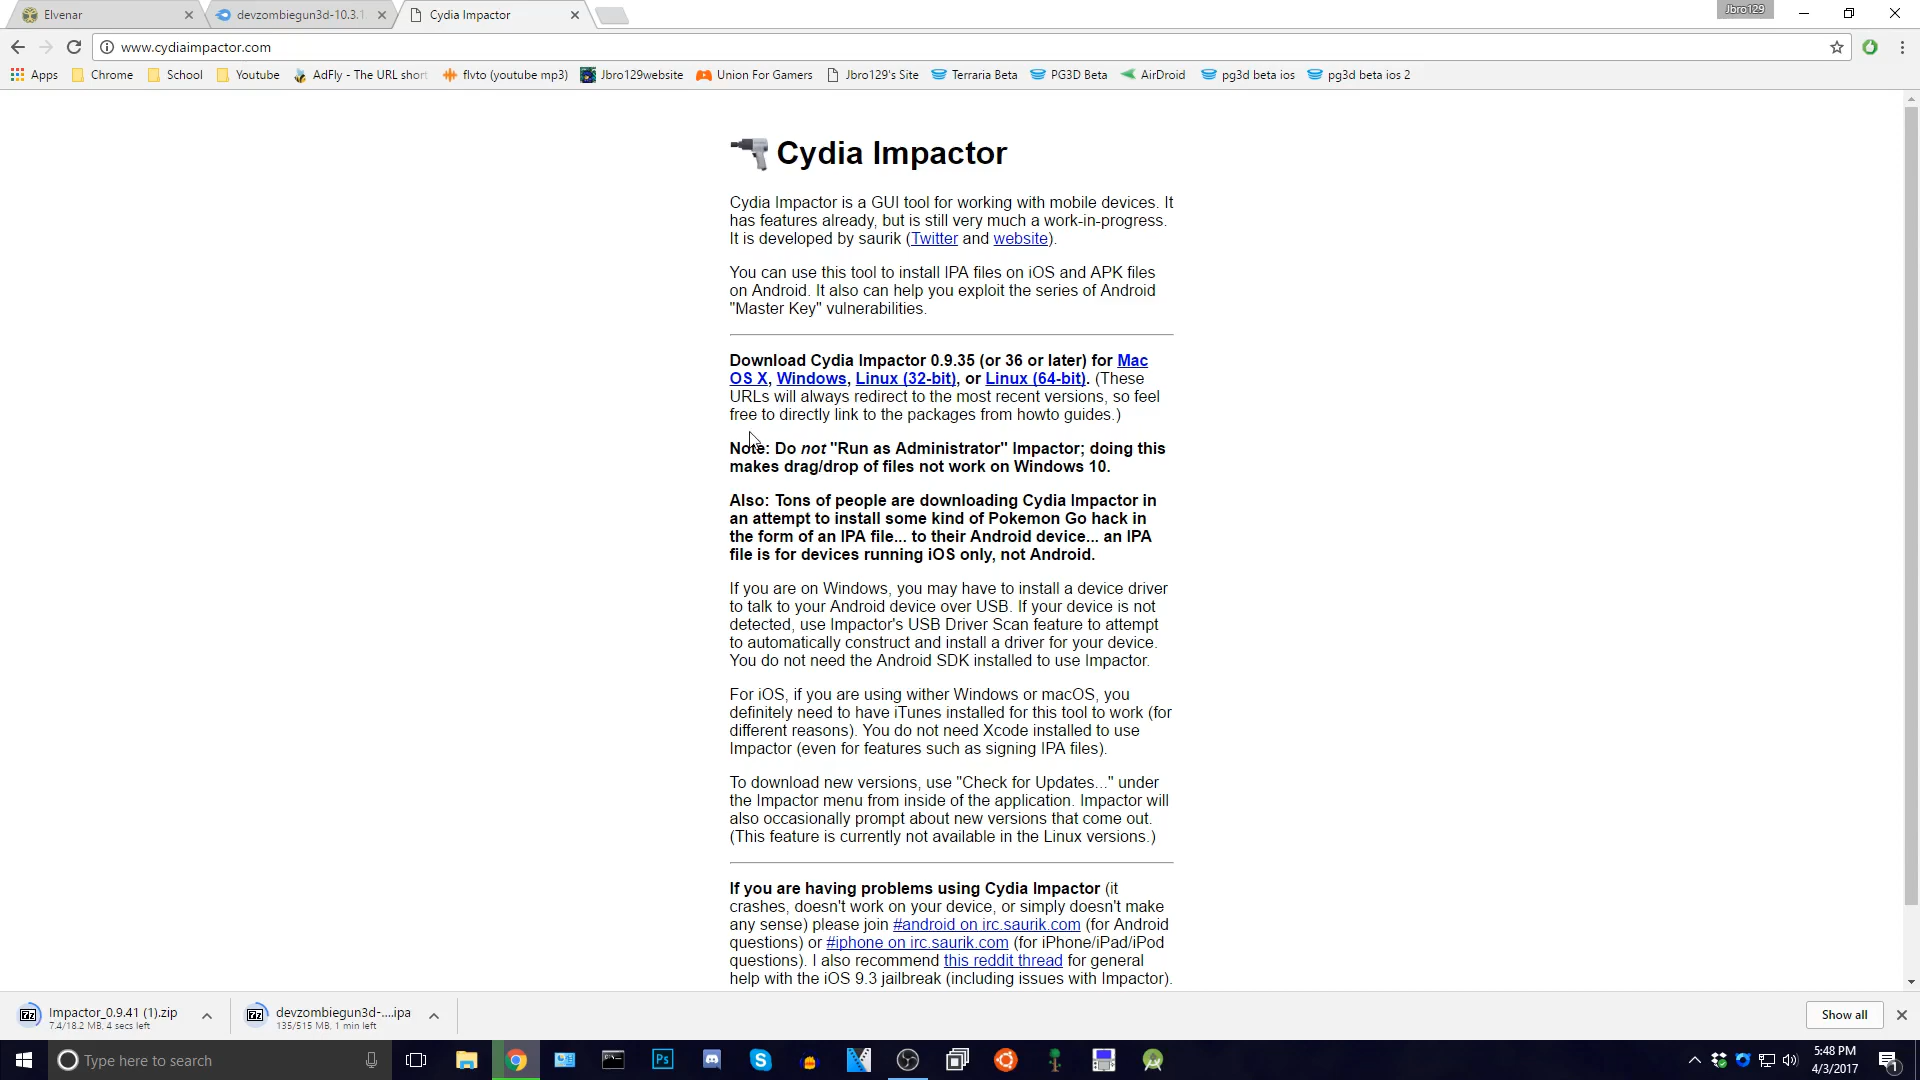 Elvenar
devzombiegun3d-10.3.1
Cydia Impactor
Jbro129
www.cydiaimpactor.com
Apps
Chrome
School
Youtube
AdFly - The URL short
flvto (youtube mp3)
Jbro129website
Union For Gamers
Jbro129's Site
Terraria Beta
PG3D Beta
AirDroid
pg3d beta ios
pg3d beta ios 2
Cydia Impactor
Cydia Impactor is a GUI tool for working with mobile devices. It
has features already, but is still very much a work-in-progress.
It is developed by saurik (Twitter and website).
You can use this tool to install IPA files on iOS and APK files
on Android. It also can help you exploit the series of Android
"Master Key" vulnerabilities.
Download Cydia Impactor 0.9.35 (or 36 or later) for Mac
OS X, Windows, Linux (32-bit), or Linux (64-bit). (These
URLs will always redirect to the most recent versions, so feel
free to directly link to the packages from howto guides.)
Note: Do not "Run as Administrator" Impactor; doing this
makes drag/drop of files not work on Windows 10.
Also: Tons of people are downloading Cydia Impactor in
an attempt to install some kind of Pokemon Go hack in
the form of an IPA file... to their Android device... an IPA
file is for devices running iOS only, not Android.
If you are on Windows, you may have to install a device driver
to talk to your Android device over USB. If your device is not
detected, use Impactor's USB Driver Scan feature to attempt
to automatically construct and install a driver for your device.
You do not need the Android SDK installed to use Impactor.
For iOS, if you are using wither Windows or macOS, you
definitely need to have iTunes installed for this tool to work (for
different reasons). You do not need Xcode installed to use
Impactor (even for features such as signing IPA files).
To download new versions, use "Check for Updates..." under
the Impactor menu from inside of the application. Impactor will
also occasionally prompt about new versions that come out.
(This feature is currently not available in the Linux versions.)
If you are having problems using Cydia Impactor (it
crashes, doesn't work on your device, or simply doesn't make
any sense) please join #android on irc.saurik.com (for Android
questions) or #iphone on irc.saurik.com (for iPhone/iPad/iPod
questions). I also recommend this reddit thread for general
help with the iOS 9.3 jailbreak (including issues with Impactor).
Impactor_0.9.41 (1).zip
7.4/18.2 MB, 4 secs left
devzombiegun3d-....ipa
135/515 MB, 1 min left
Show all
Type here to search
Ps
5:48 PM
4/3/2017
1